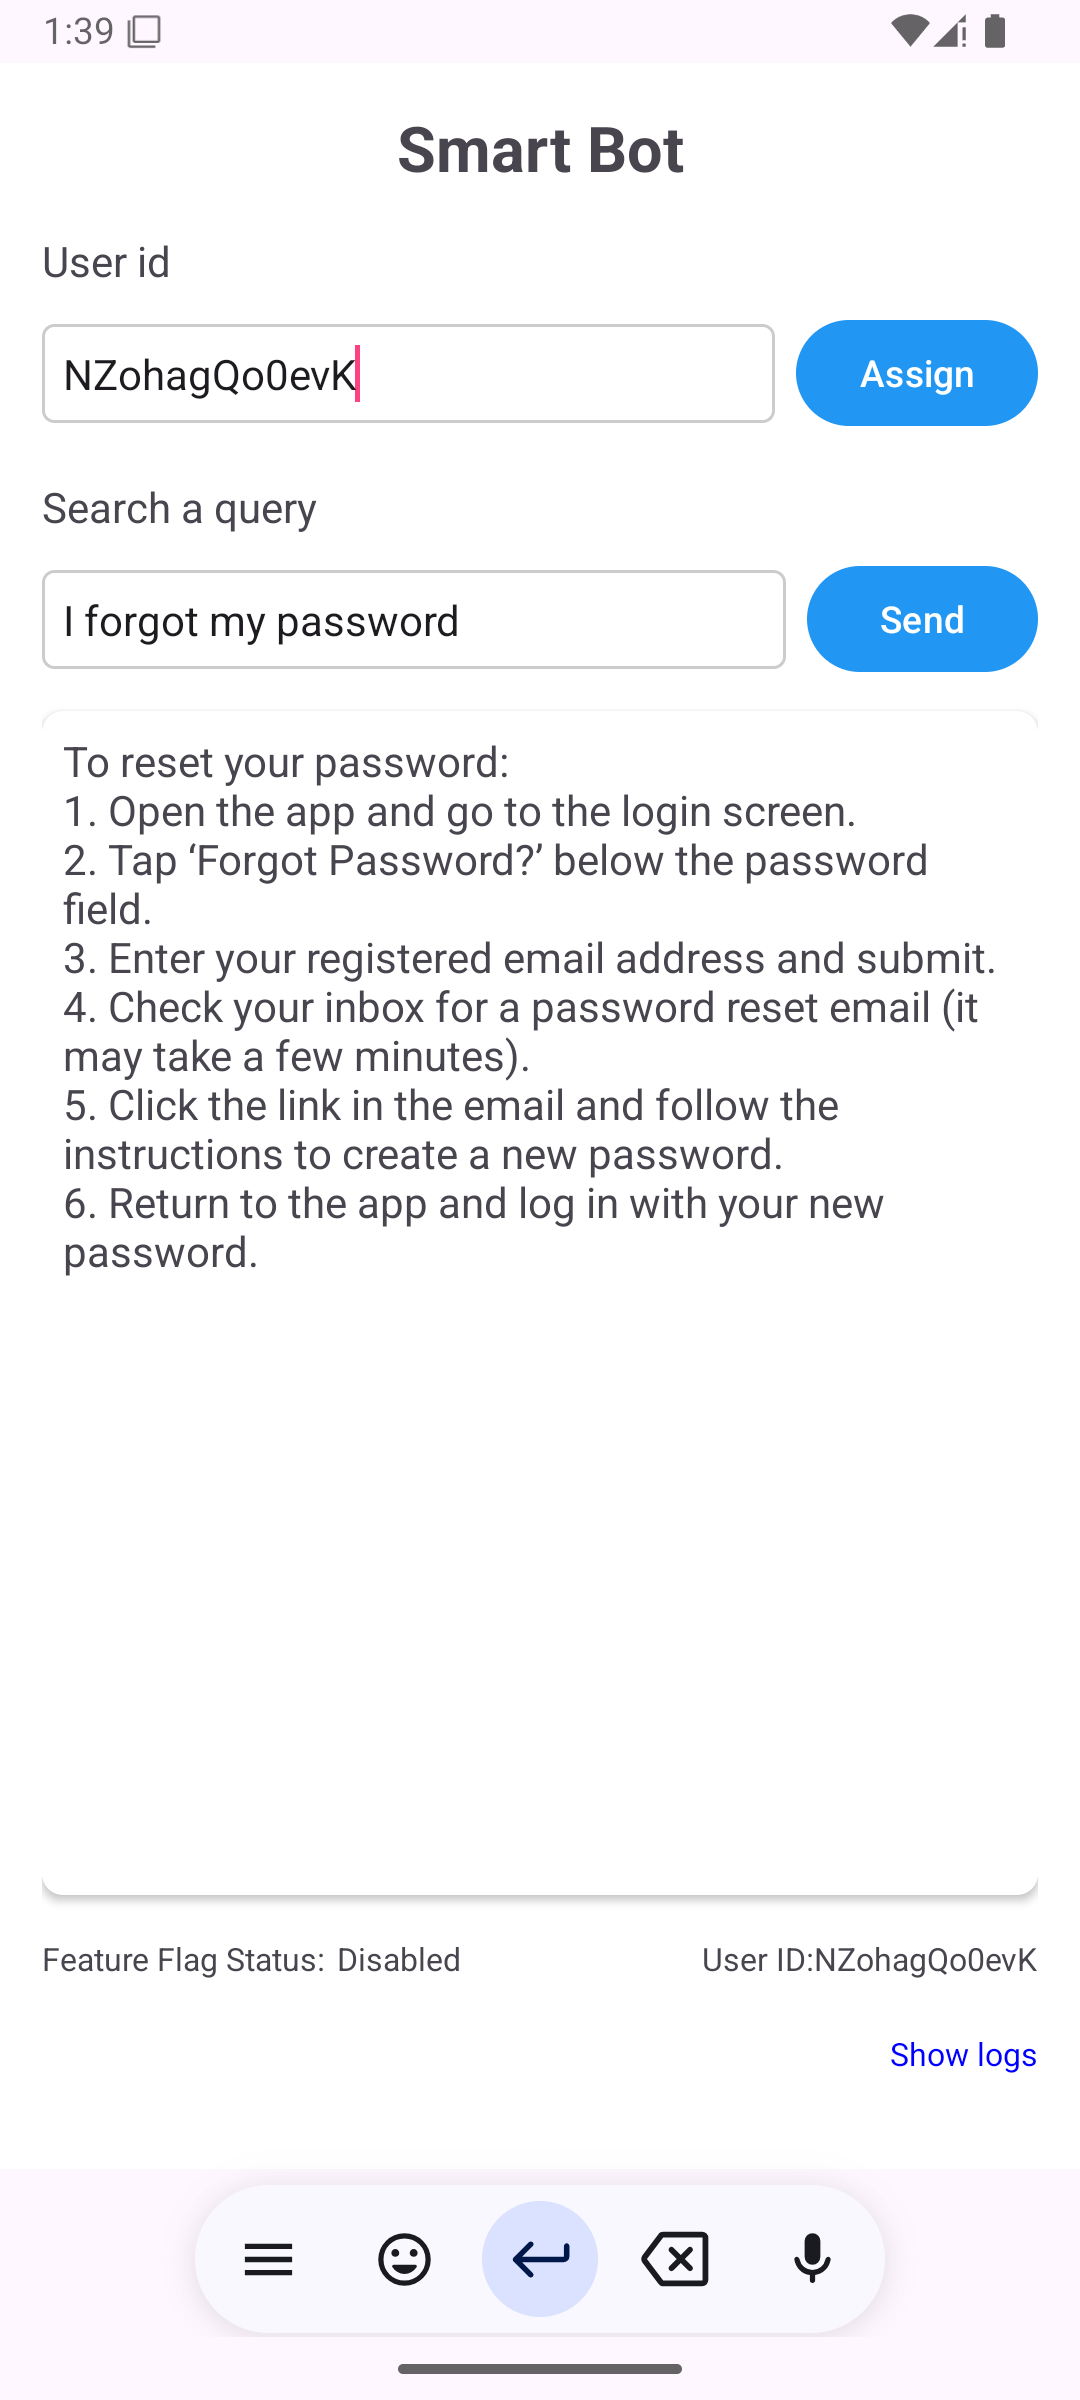 1:39
Smart Bot
User id
NZohagQo0evK
Assign
Search a query
I forgot my password
Send
To reset your password:
1. Open the app and go to the login screen.
2. Tap ‘Forgot Password?’ below the password
field.
3. Enter your registered email address and submit.
4. Check your inbox for a password reset email (it
may take a few minutes).
5. Click the link in the email and follow the
instructions to create a new password.
6. Return to the app and log in with your new
password.
Feature Flag Status: Disabled
User ID:NZohagQo0evK
Show logs